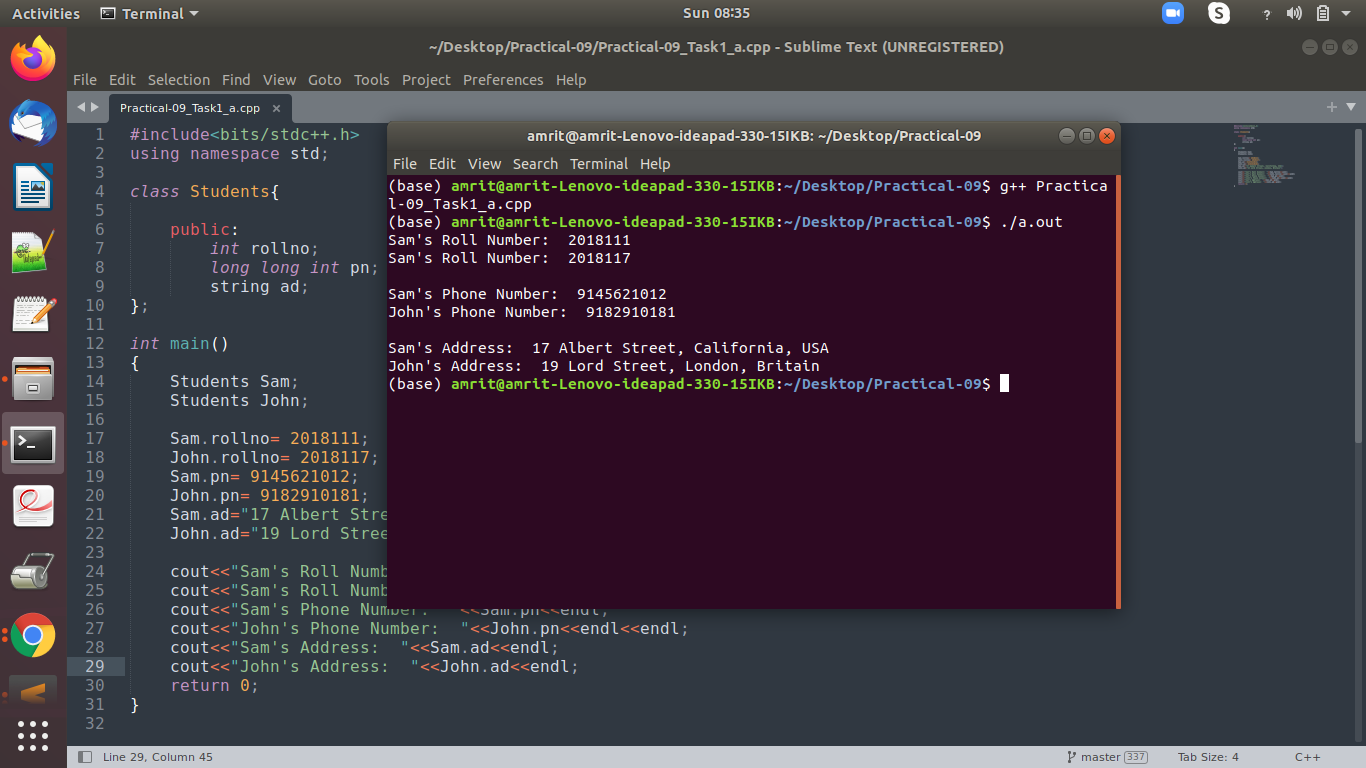 Activities Terminal Sun 08:35
~/Desktop/Practical-09/Practical-09_Task1_a.cpp - Sublime Text (UNREGISTERED)
File Edit Selection Find View Goto Tools Project Preferences Help
Practical-09_Task1_a.cpp ×
1 #include<bits/stdc++.h>
2 using namespace std;
3
4 class Students{
5
6 public:
7 int rollno;
8 long long int pn;
9 string ad;
10 };
11
12 int main()
13 {
14 Students Sam;
15 Students John;
16
17 Sam.rollno= 2018111;
18 John.rollno= 2018117;
19 Sam.pn= 9145621012;
20 John.pn= 9182910181;
21 Sam.ad="17 Albert Stre
22 John.ad="19 Lord Stree
23
24 cout<<"Sam's Roll Numb
25 cout<<"Sam's Roll Numb
26 cout<<"Sam's Phone Number: "<<Sam.pn<<endl;
27 cout<<"John's Phone Number:  "<<John.pn<<endl<<endl;
28 cout<<"Sam's Address:  "<<Sam.ad<<endl;
29 cout<<"John's Address:  "<<John.ad<<endl;
30 return 0;
31 }
32
amrit@amrit-Lenovo-ideapad-330-15IKB: ~/Desktop/Practical-09
File Edit View Search Terminal Help
(base) amrit@amrit-Lenovo-ideapad-330-15IKB:~/Desktop/Practical-09$ g++ Practica
l-09_Task1_a.cpp
(base) amrit@amrit-Lenovo-ideapad-330-15IKB:~/Desktop/Practical-09$ ./a.out
Sam's Roll Number:  2018111
Sam's Roll Number:  2018117
Sam's Phone Number:  9145621012
John's Phone Number:  9182910181
Sam's Address:  17 Albert Street, California, USA
John's Address:  19 Lord Street, London, Britain
(base) amrit@amrit-Lenovo-ideapad-330-15IKB:~/Desktop/Practical-09$
Line 29, Column 45 master 337 Tab Size: 4 C++